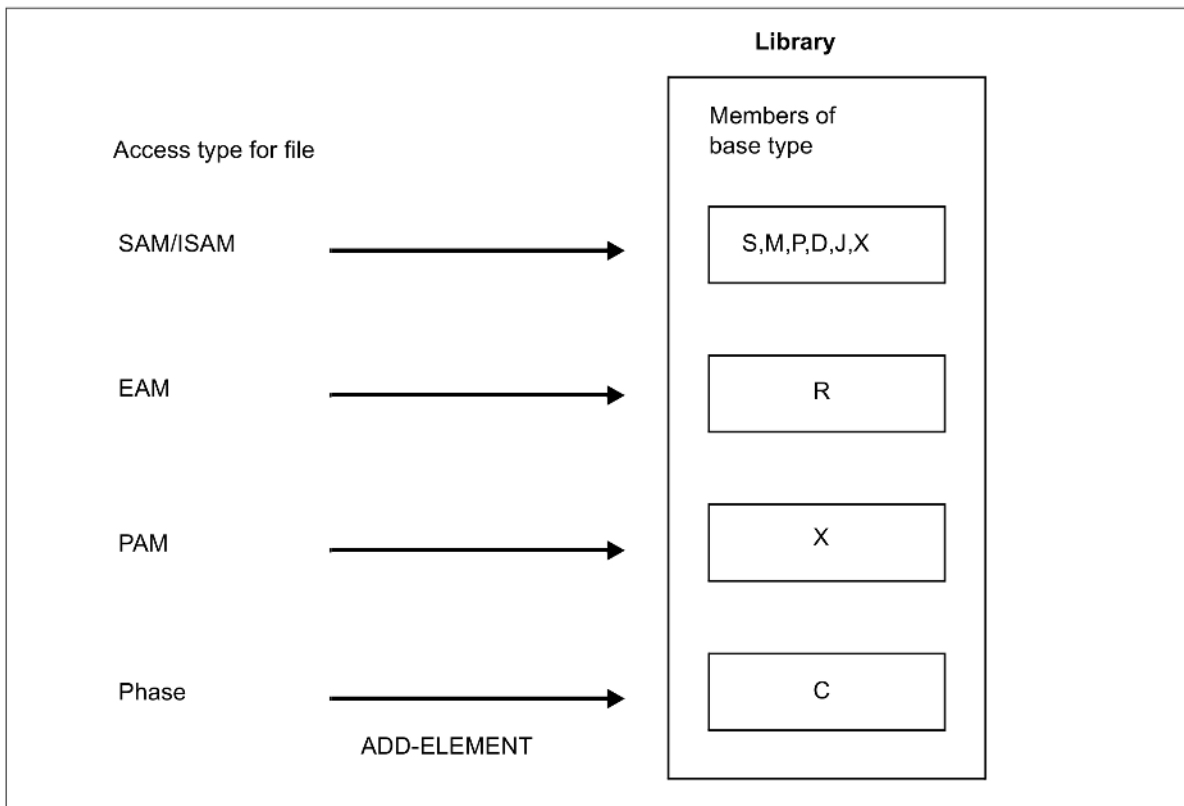 Library
Members of
base type
Access type for file
SAM/ISAM
S,M,P,D,J,X
EAM
R
PAM
X
Phase
C
ADD-ELEMENT